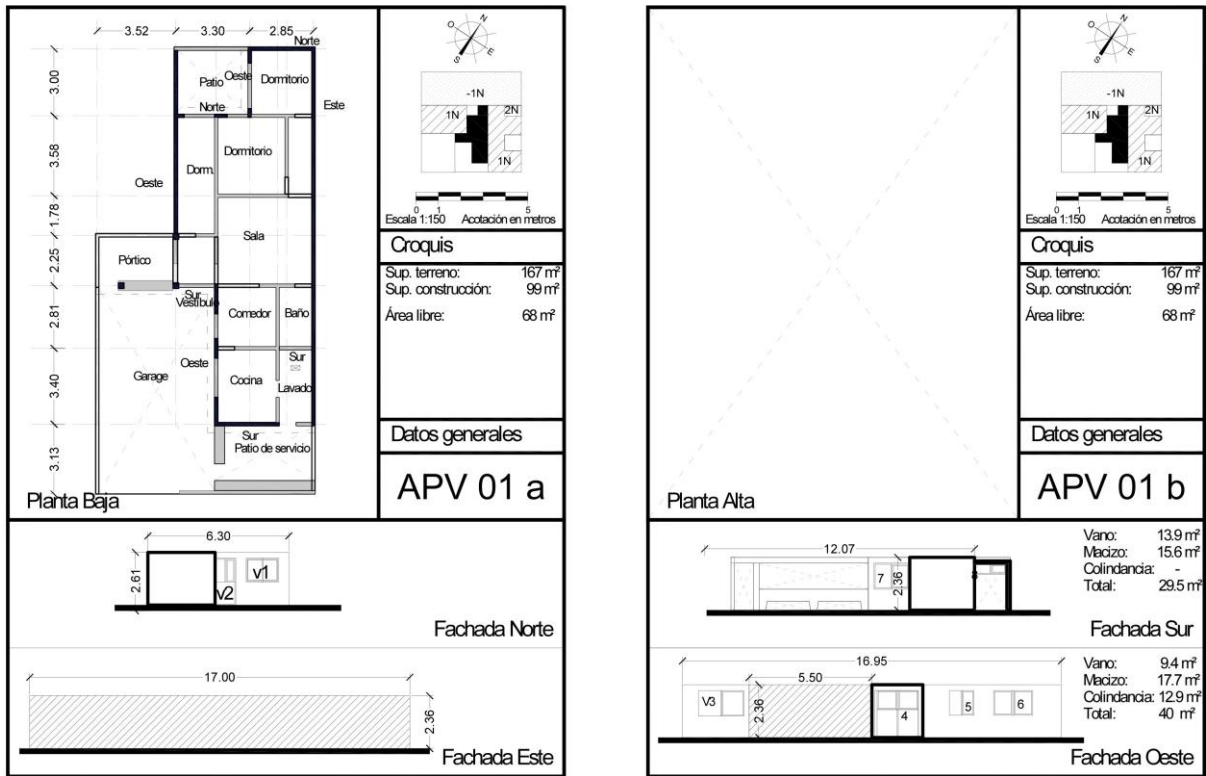 3.52 3.30 2.85
Norte
Patio Oeste Dormitorio
Norte Este
3.00
Dormitorio
Dorm.
3.58
Oeste
1.78
Sala
Pórtico
2.25
Sur
Vestíbulo
Comedor Baño
2.81
Oeste Sur
Garage Cocina
Lavado
3.40
Sur
Patio de servicio
3.13
Planta Baja
N
O
E
S
-1N
1N 2N
1N
0 1 5
Escala 1:150 Acotación en metros
Croquis
Sup. terreno: 167 m²
Sup. construcción: 99 m²
Área libre: 68 m²
Datos generales
APV 01 a
6.30
2.61
v1
v2
Fachada Norte
17.00
2.36
Fachada Este
Planta Alta
N
O
E
S
-1N
1N 2N
1N
0 1 5
Escala 1:150 Acotación en metros
Croquis
Sup. terreno: 167 m²
Sup. construcción: 99 m²
Área libre: 68 m²
Datos generales
APV 01 b
12.07
7
2.36
8
Vano: 13.9 m²
Macizo: 15.6 m²
Colindancia: -
Total: 29.5 m²
Fachada Sur
16.95
5.50
V3
2.36
4
5
6
Vano: 9.4 m²
Macizo: 17.7 m²
Colindancia: 12.9 m²
Total: 40 m²
Fachada Oeste